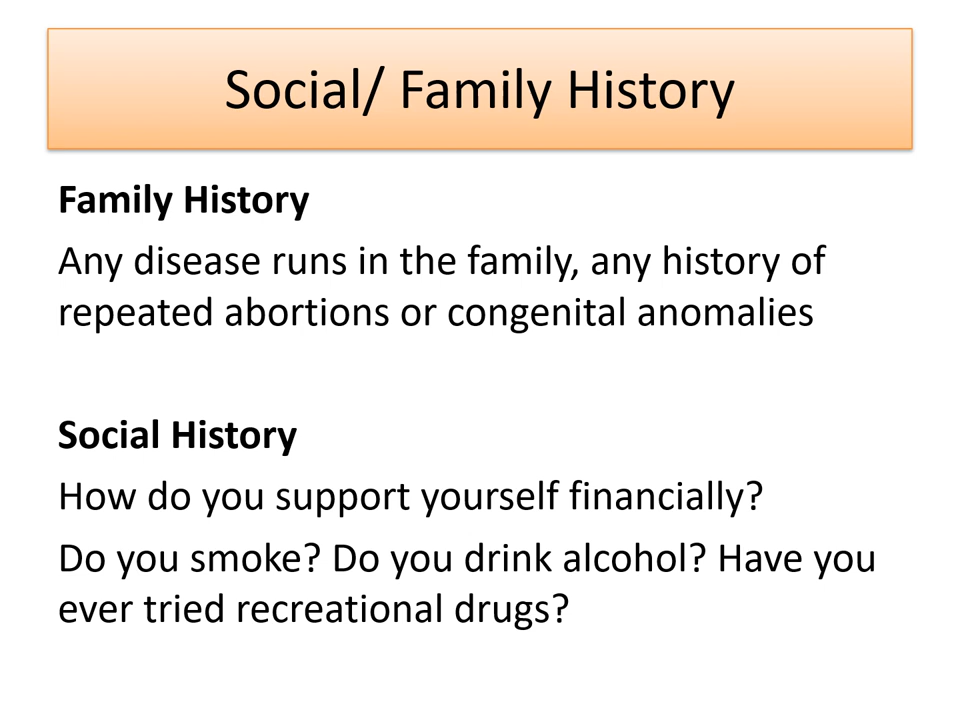 Social/ Family History
Family History
Any disease runs in the family, any history of
repeated abortions or congenital anomalies
Social History
How do you support yourself financially?
Do you smoke? Do you drink alcohol? Have you
ever tried recreational drugs?